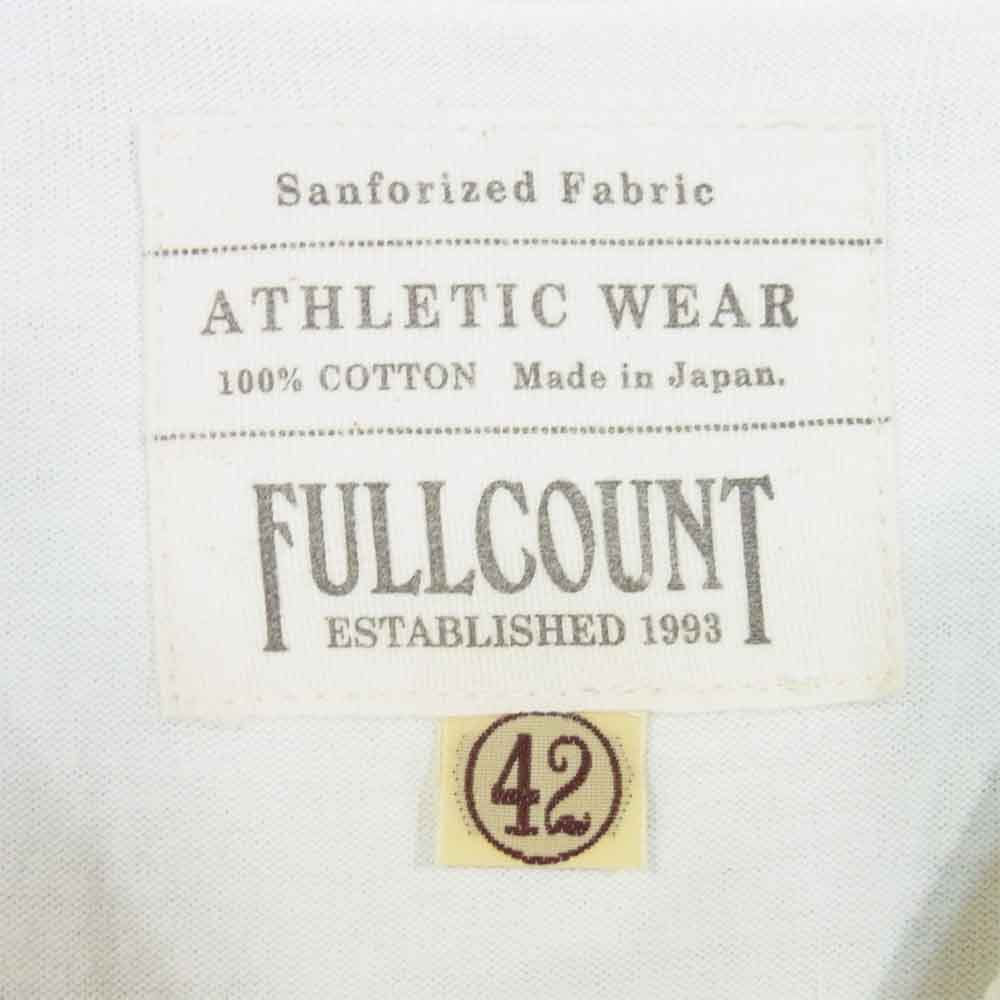 Sanforized Fabric
ATHLETIC WEAR
100% COTTON Made in Japan.
FULLCOUNT
ESTABLISHED 1993
42